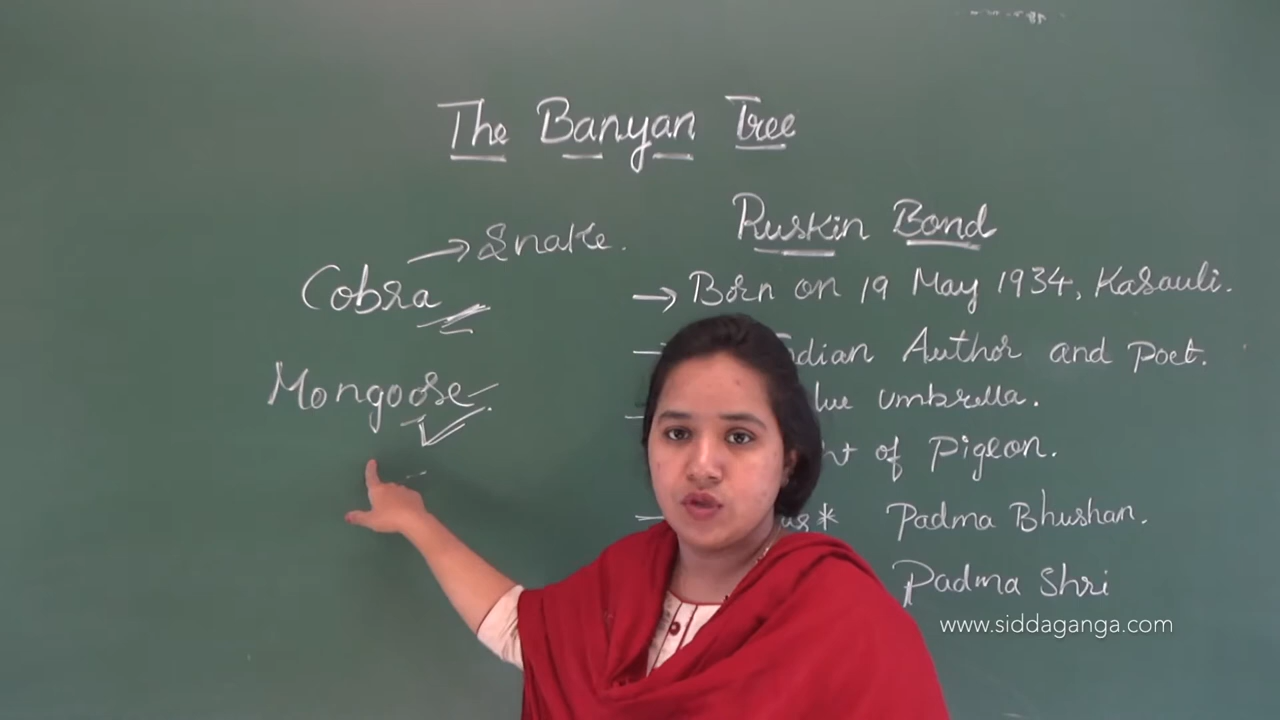 The Banyan Tree
Ruskin Bond
→ Snake.
Cobra
→ Born on 19 May 1934, Kasauli.
Mongoose
Author and Poet.
umbrella.
of Pigeon.
Padma Bhushan.
Padma Shri
www.siddaganga.com